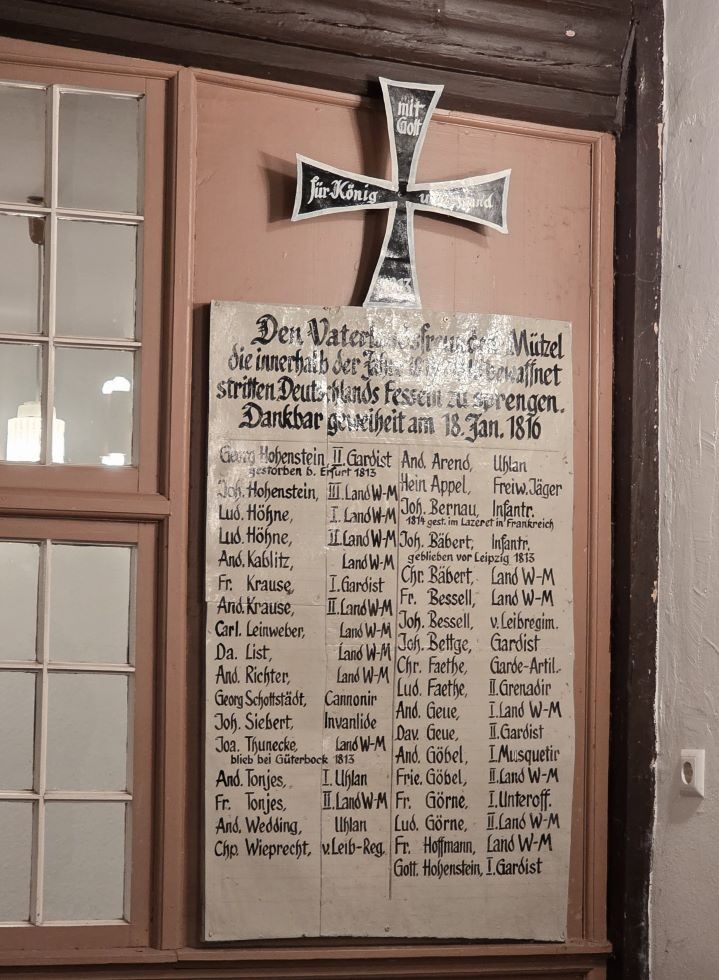 mit
Gott
für König
Den Vaterlandsfreunden Mützel
die innerhalb der Jahre bewaffnet
stritten Deutschlands Fesseln zu sprengen.
Dankbar geweiheit am 18. Jan. 1816
Georg Hohenstein II. Gardist
gestorben b. Erfurt 1813
Joh. Hohenstein, III. Land W-M
Lud. Höhne, I. Land W-M
Lud. Höhne, II. Land W-M
And. Kablitz, Land W-M
Fr. Krause, I. Gardist
And. Krause, II. Land W-M
Carl. Leinweber, Land W-M
Da. List, Land W-M
And. Richter, Land W-M
Georg Schottstädt, Cannonir
Joh. Siebert, Invanlide
Joa. Thunecke, Land W-M
blieb bei Güterbock 1813
And. Tonjes, I. Uhlan
Fr. Tonjes, II. Land W-M
And. Wedding, Uhlan
Chp. Wieprecht, v. Leib-Reg.
And. Arend, Uhlan
Hein Appel, Freiw. Jäger
Joh. Bernau, Infantr.
1814 gest. im Lazeret in Frankreich
Joh. Bäbert, Infantr.
geblieben vor Leipzig 1813
Chr. Bäbert, Land W-M
Fr. Bessell, Land W-M
Joh. Bessell, v. Leibregim.
Joh. Bettge, Gardist
Chr. Faethe, Garde-Artil.
Lud. Faethe, II. Grenadir
And. Geue, I. Land W-M
Dav. Geue, II. Gardist
And. Göbel, I. Musquetir
Frie. Göbel, II. Land W-M
Fr. Görne, I. Unteroff.
Lud. Görne, II. Land W-M
Fr. Hoffmann, Land W-M
Gott. Hohenstein, I. Gardist